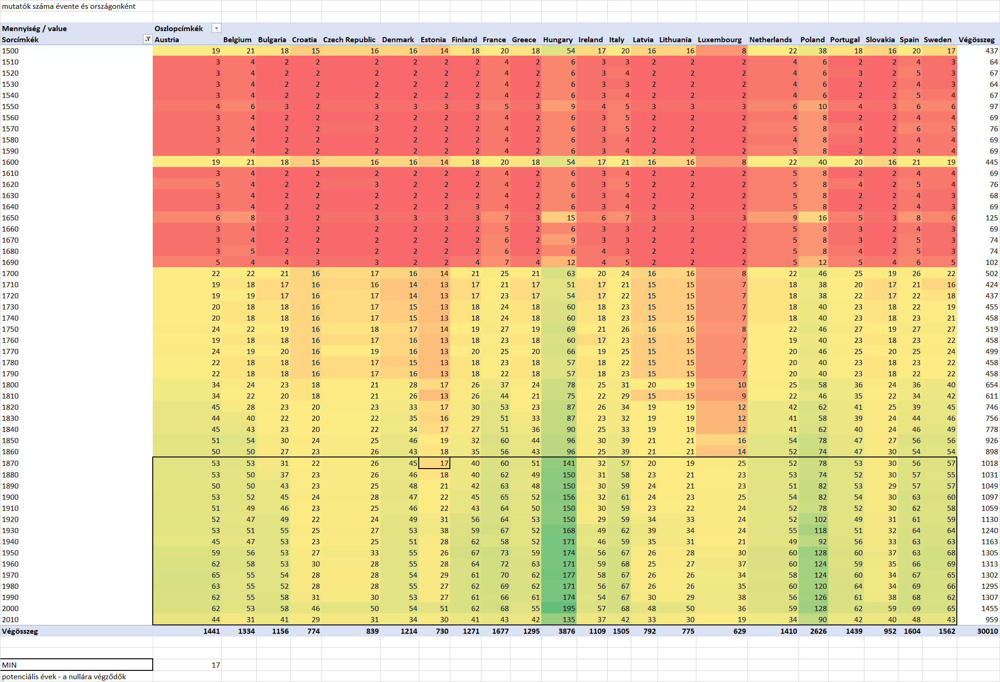 mutatók száma évente és országonként
Mennyiség / value Oszlopcímkék
Sorcímkék Austria Belgium Bulgaria Croatia Czech Republic Denmark Estonia Finland France Greece Hungary Ireland Italy Latvia Lithuania Luxembourg Netherlands Poland Portugal Slovakia Spain Sweden Végösszeg
1500 19 21 18 15 16 16 14 18 20 18 54 17 20 16 16 8 22 38 18 16 20 17 437
1510 3 4 2 2 2 2 2 2 4 2 6 3 3 2 2 2 4 6 2 2 4 3 64
1520 3 4 2 2 2 2 2 2 4 2 6 3 4 2 2 2 4 6 3 2 5 3 67
1530 3 4 2 2 2 2 2 2 4 2 6 3 3 2 2 2 4 6 2 2 4 3 64
1540 3 4 2 2 2 2 2 2 4 2 6 3 4 2 2 2 4 6 2 2 5 4 67
1550 4 6 3 2 3 3 3 3 5 3 9 4 5 3 3 3 6 10 4 3 6 6 97
1560 3 4 2 2 2 2 2 2 4 2 6 3 5 2 2 2 4 8 2 2 4 4 69
1570 3 4 2 2 3 2 2 2 4 2 6 3 5 2 2 2 5 8 4 2 6 5 76
1580 3 4 2 2 2 2 2 2 4 2 6 3 4 2 2 2 4 8 3 2 4 4 69
1590 3 4 2 2 2 2 2 2 4 2 6 3 4 2 2 2 5 8 2 2 4 4 69
1600 19 21 18 15 16 16 14 18 20 18 54 17 21 16 16 8 22 40 20 16 21 19 445
1610 3 4 2 2 2 2 2 2 4 2 6 3 4 2 2 2 5 8 2 2 4 4 69
1620 5 4 2 2 3 2 2 2 4 2 6 3 5 2 2 2 5 8 4 2 5 4 76
1630 3 4 2 2 2 2 2 2 4 2 6 3 4 2 2 2 5 8 2 2 4 3 68
1640 3 4 2 2 2 2 2 3 4 2 6 3 4 2 2 2 5 8 2 2 4 3 69
1650 6 8 3 2 3 3 3 3 7 3 15 6 7 3 3 3 9 16 5 3 8 6 125
1660 3 4 2 2 2 2 2 2 5 2 6 3 3 2 2 2 5 8 3 2 4 3 69
1670 3 4 2 2 2 2 2 2 6 2 9 3 3 2 2 2 5 8 3 2 5 3 74
1680 3 5 2 2 2 2 2 2 6 2 6 4 3 2 2 2 5 8 4 2 5 3 74
1690 5 4 4 3 3 2 2 4 7 4 12 4 5 2 2 2 5 12 5 4 6 5 102
1700 22 22 21 16 17 16 14 21 25 21 63 20 24 16 16 8 22 46 25 19 26 22 502
1710 19 18 17 16 16 14 13 17 21 17 51 17 21 15 15 7 18 38 20 17 21 16 424
1720 19 19 17 16 17 14 13 17 23 17 54 17 22 15 15 7 18 38 22 17 22 18 437
1730 20 18 18 16 17 15 13 18 24 18 60 18 23 15 15 7 18 40 23 18 22 19 455
1740 20 18 18 16 17 15 13 18 24 18 60 18 23 15 15 7 18 40 23 18 23 21 458
1750 24 22 19 16 18 17 14 19 27 19 69 21 26 16 16 8 22 46 27 19 27 27 519
1760 19 18 18 16 17 16 13 18 23 18 60 17 23 15 15 7 19 40 23 18 23 22 458
1770 24 19 20 16 19 16 13 20 25 20 66 19 25 15 15 7 20 46 25 20 25 24 499
1780 22 18 18 16 17 15 13 18 23 18 57 18 22 15 15 7 20 40 23 18 23 22 458
1790 22 18 18 16 17 16 13 18 22 18 57 18 23 15 15 7 20 40 23 18 22 22 458
1800 34 24 23 18 21 28 17 26 37 24 78 25 31 20 19 10 25 58 36 24 36 40 654
1810 34 22 20 18 21 26 13 26 44 21 75 22 29 15 15 9 22 46 35 22 34 42 611
1820 45 28 23 20 23 33 17 30 53 23 87 26 34 19 19 12 42 62 41 25 39 45 746
1830 44 40 22 20 22 35 16 29 51 33 87 23 32 19 19 12 41 58 39 24 44 46 756
1840 45 43 23 20 22 34 17 27 51 36 90 25 33 19 19 12 41 62 40 24 46 49 778
1850 51 54 30 24 25 46 19 32 60 44 96 30 39 21 21 16 54 78 47 27 56 56 926
1860 50 50 27 23 26 43 18 35 56 43 96 25 39 21 21 14 52 74 47 30 54 54 898
1870 53 53 31 22 26 45 17 40 60 51 141 32 57 20 19 25 52 78 53 30 56 57 1018
1880 53 50 37 23 26 46 18 40 62 49 150 31 58 23 21 23 53 74 52 30 57 55 1031
1890 50 50 43 23 25 48 21 42 63 48 150 30 59 24 21 23 51 82 53 29 57 57 1049
1900 53 52 45 24 28 47 22 45 65 52 156 32 61 24 23 25 54 82 54 30 63 60 1097
1910 51 49 46 23 25 46 22 43 64 50 150 30 59 23 22 24 52 78 52 30 62 58 1059
1920 52 47 49 22 24 49 31 56 64 53 150 29 59 34 33 24 52 102 49 31 61 59 1130
1930 53 51 55 25 27 53 38 59 67 52 168 49 62 39 34 24 55 118 51 32 64 64 1240
1940 45 47 53 23 25 51 28 62 58 52 171 46 59 35 31 21 49 92 56 33 63 63 1163
1950 59 56 53 27 33 55 26 67 73 59 174 56 67 26 28 30 60 128 60 37 63 68 1305
1960 62 58 53 30 28 55 28 64 72 63 171 59 68 25 27 37 60 124 59 35 66 69 1313
1970 65 55 54 28 28 54 29 61 70 62 177 58 67 26 26 34 58 124 60 34 67 65 1302
1980 63 55 52 28 28 55 27 62 69 62 171 56 67 26 26 35 60 120 64 34 69 66 1295
1990 62 55 58 31 30 53 27 62 66 61 174 54 67 30 29 38 56 126 61 38 68 62 1307
2000 62 53 58 46 50 54 51 62 68 55 195 57 68 48 50 36 59 128 62 59 69 65 1455
2010 44 31 41 29 31 34 30 41 43 42 135 37 42 33 30 19 34 90 42 40 48 43 959
Végösszeg 1441 1334 1156 774 839 1214 730 1271 1677 1295 3876 1109 1505 792 775 629 1410 2626 1439 952 1604 1562 30010
MIN 17
potenciális évek - a nullára végződők